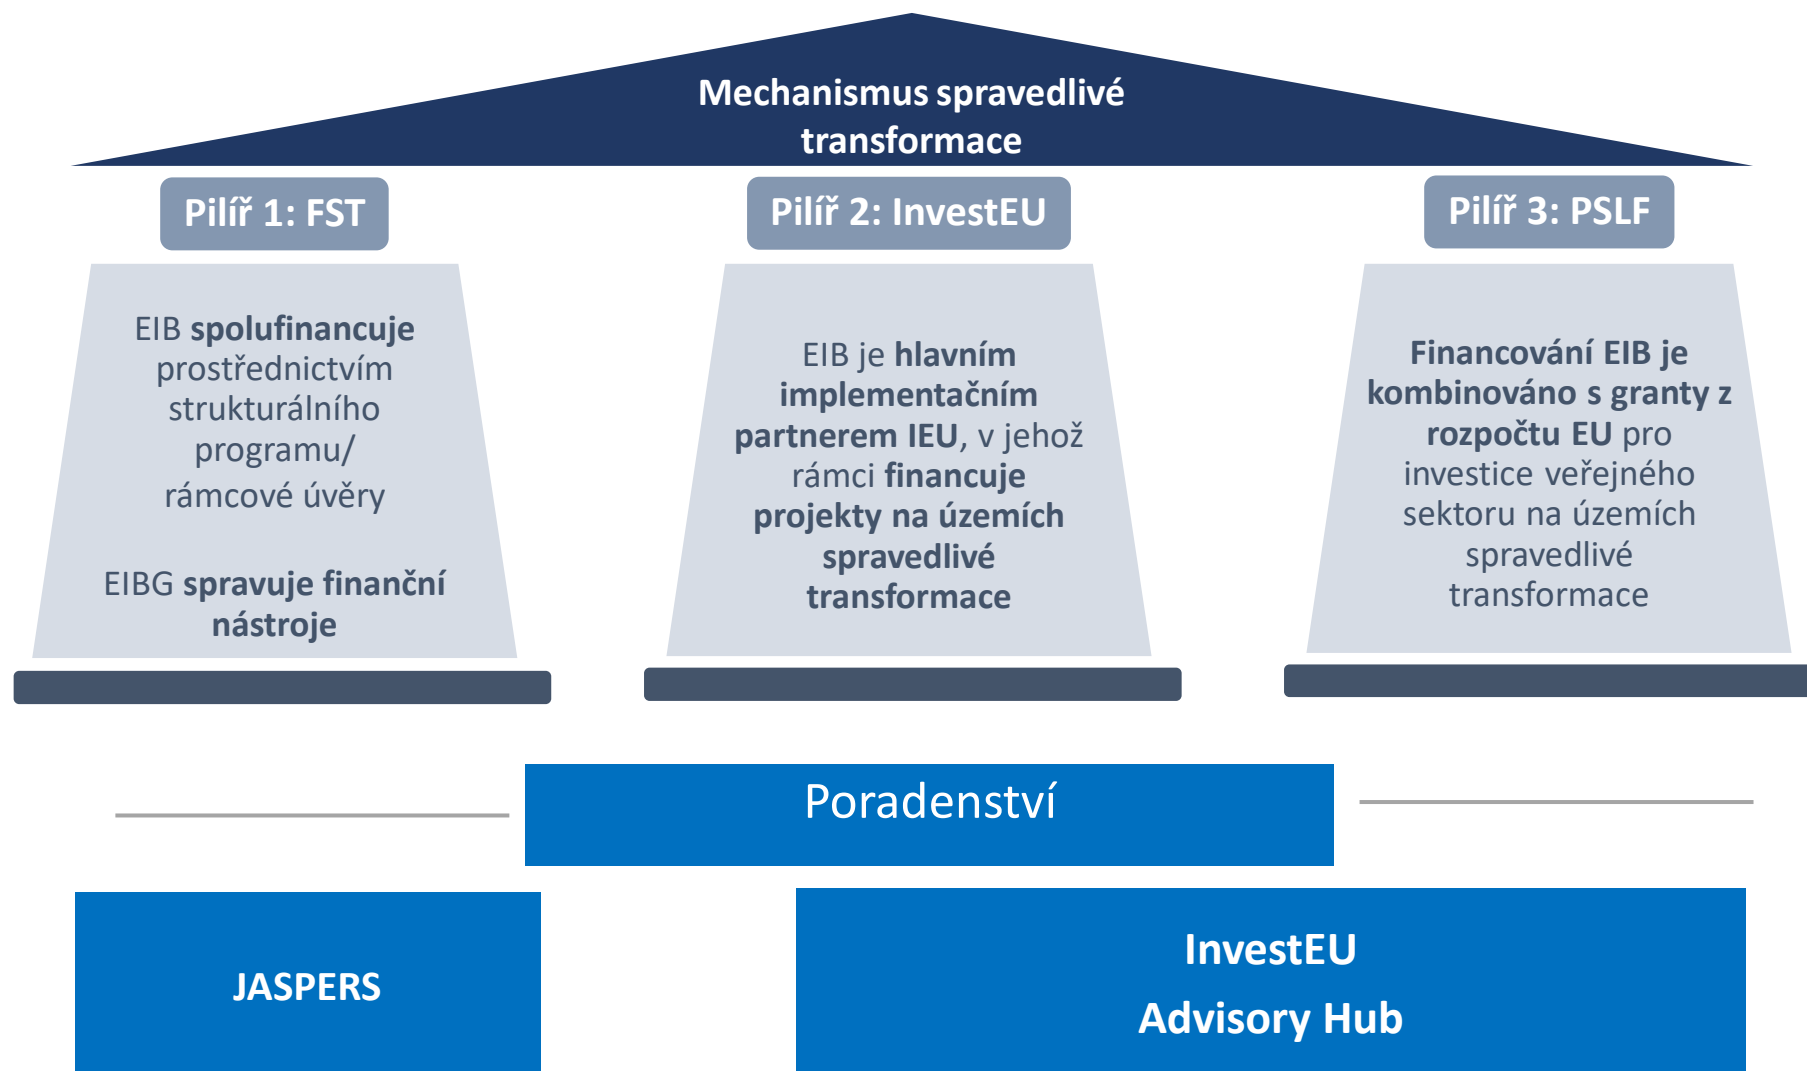 Mechanismus spravedlivé
transformace
Pilíř 1: FST
EIB spolufinancuje
prostřednictvím
strukturálního
programu/
rámcové úvěry
EIBG spravuje finanční
nástroje
Pilíř 2: InvestEU
EIB je hlavním
implementačním
partnerem IEU, v jehož
rámci financuje
projekty na územích
spravedlivé
transformace
Pilíř 3: PSLF
Financování EIB je
kombinováno s granty z
rozpočtu EU pro
investice veřejného
sektoru na územích
spravedlivé
transformace
Poradenství
JASPERS
InvestEU
Advisory Hub